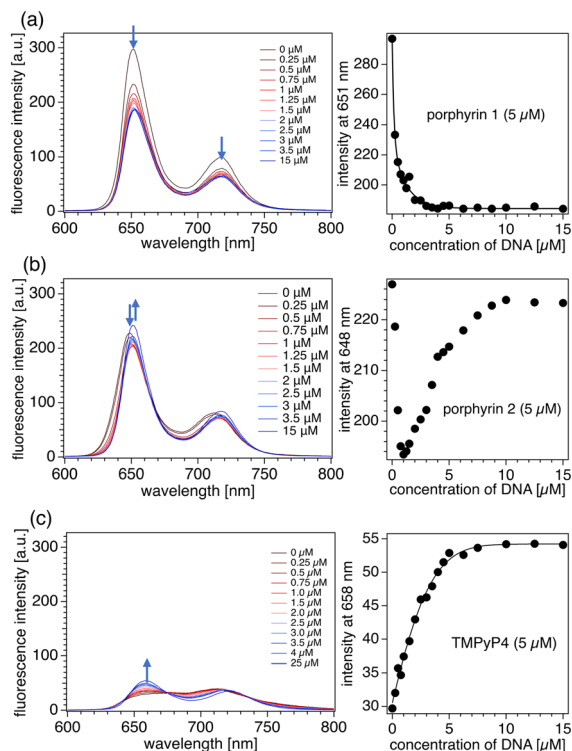 (a)
fluorescence intensity [a.u.]
300
200
100
0
600
650
700
750
800
wavelength [nm]
0 μM
0.25 μM
0.5 μM
0.75 μM
1 μM
1.25 μM
1.5 μM
2 μM
2.5 μM
3 μM
3.5 μM
15 μM
intensity at 651 nm
280
260
240
220
200
0
5
10
15
concentration of DNA [μM]
porphyrin 1 (5 μM)
(b)
fluorescence intensity [a.u.]
300
200
100
0
600
650
700
750
800
wavelength [nm]
0 μM
0.25 μM
0.5 μM
0.75 μM
1 μM
1.25 μM
1.5 μM
2 μM
2.5 μM
3 μM
3.5 μM
15 μM
intensity at 648 nm
220
210
200
0
5
10
15
concentration of DNA [μM]
porphyrin 2 (5 μM)
(c)
fluorescence intensity [a.u.]
300
200
100
0
600
650
700
750
800
wavelength [nm]
0 μM
0.25 μM
0.5 μM
0.75 μM
1.0 μM
1.5 μM
2.0 μM
2.5 μM
3.0 μM
3.5 μM
4 μM
25 μM
intensity at 658 nm
55
50
45
40
35
30
0
5
10
15
concentration of DNA [μM]
TMPyP4 (5 μM)